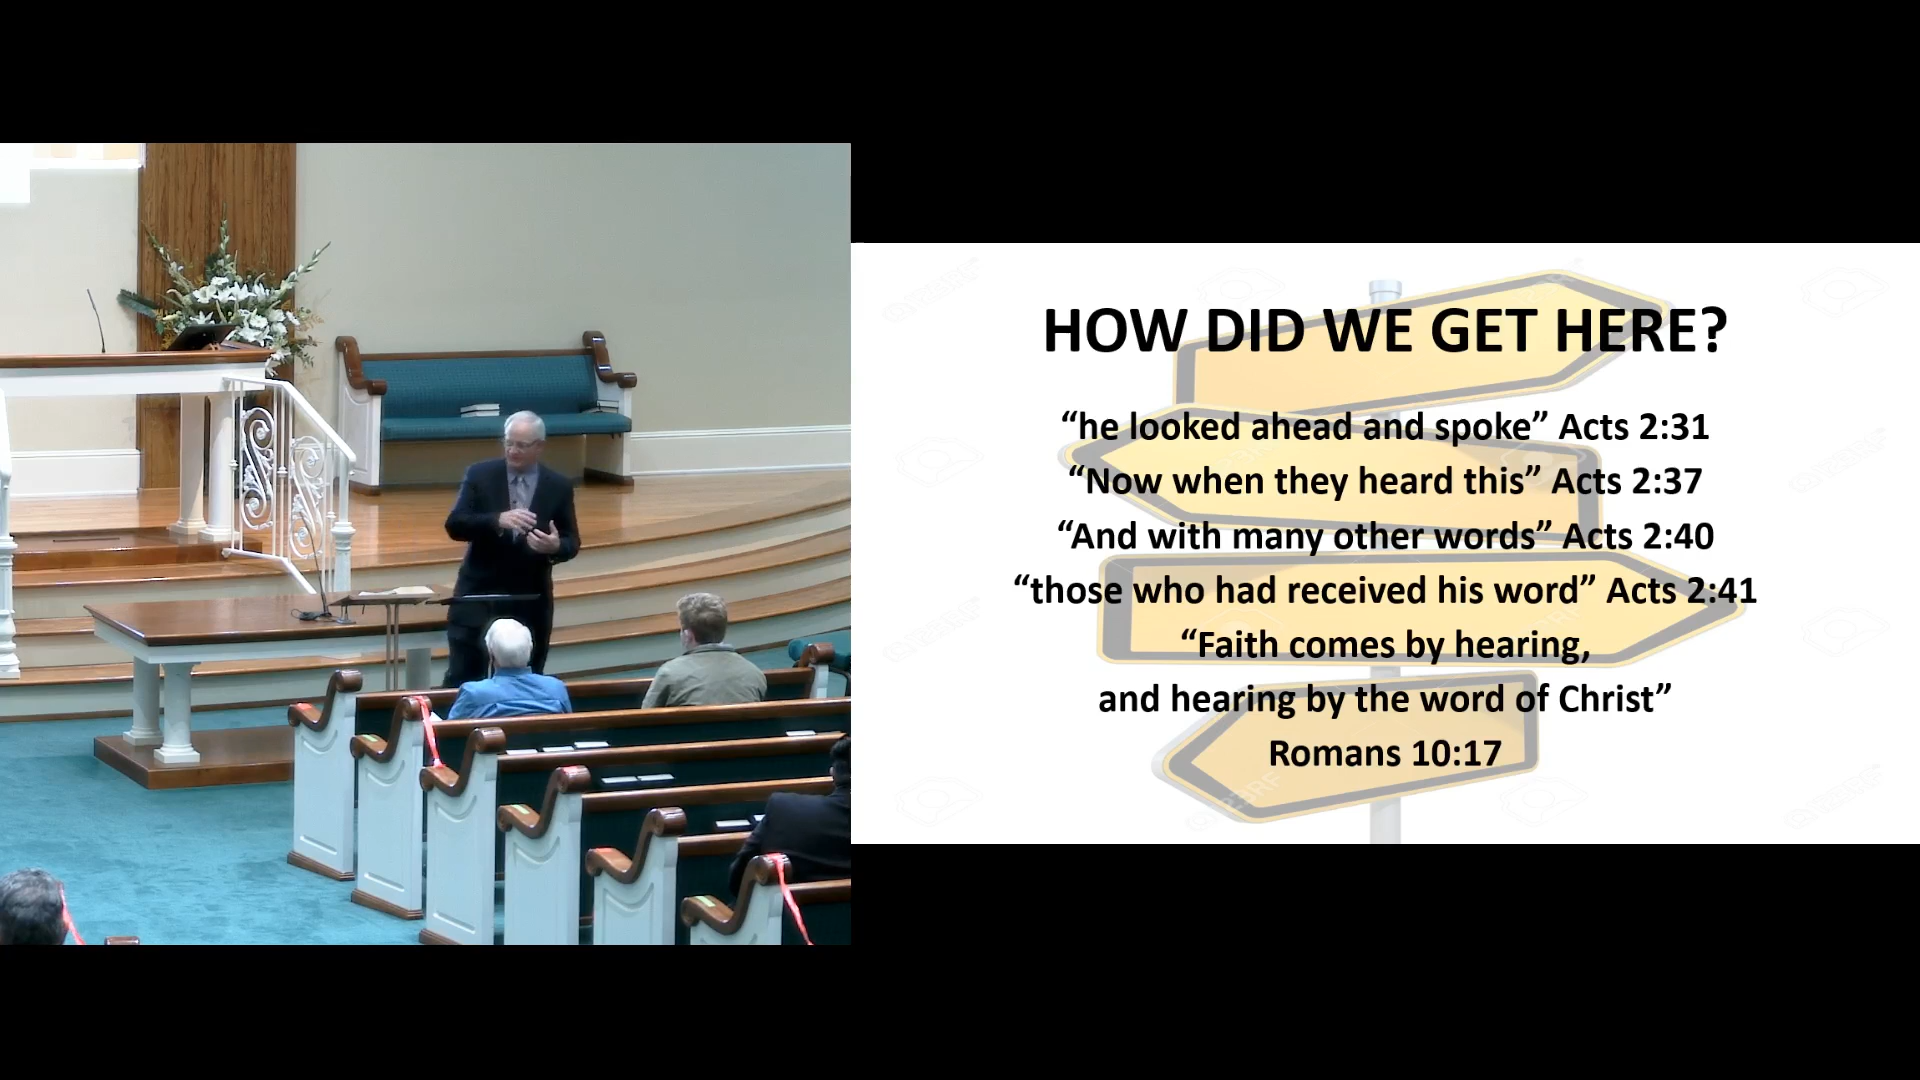 HOW DID WE GET HERE?
“he looked ahead and spoke” Acts 2:31
“Now when they heard this” Acts 2:37
“And with many other words” Acts 2:40
“those who had received his word” Acts 2:41
“Faith comes by hearing,
and hearing by the word of Christ”
Romans 10:17